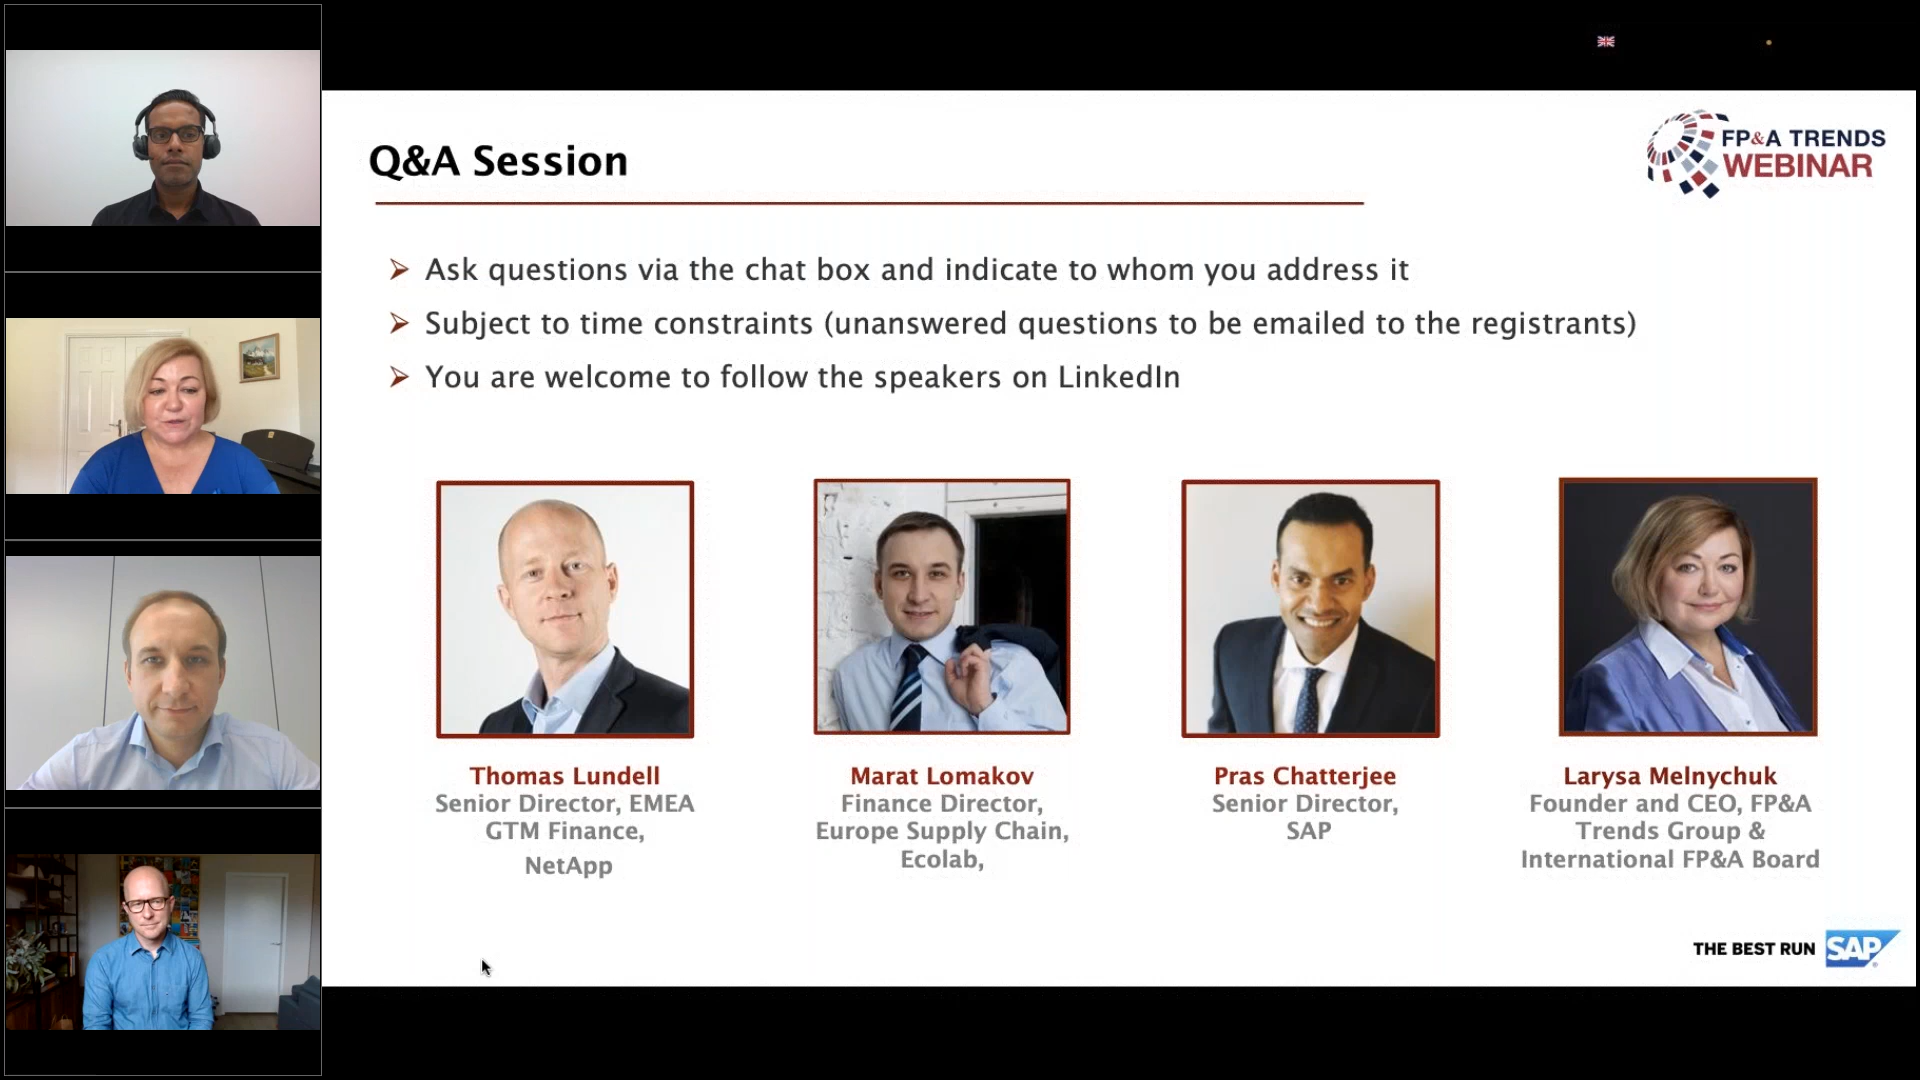 Q&A Session
FP&A TRENDS
WEBINAR
Ask questions via the chat box and indicate to whom you address it
Subject to time constraints (unanswered questions to be emailed to the registrants)
You are welcome to follow the speakers on LinkedIn
Thomas Lundell
Senior Director, EMEA
GTM Finance,
NetApp
Marat Lomakov
Finance Director,
Europe Supply Chain,
Ecolab,
Pras Chatterjee
Senior Director,
SAP
Larysa Melnychuk
Founder and CEO, FP&A
Trends Group &
International FP&A Board
THE BEST RUN SAP®